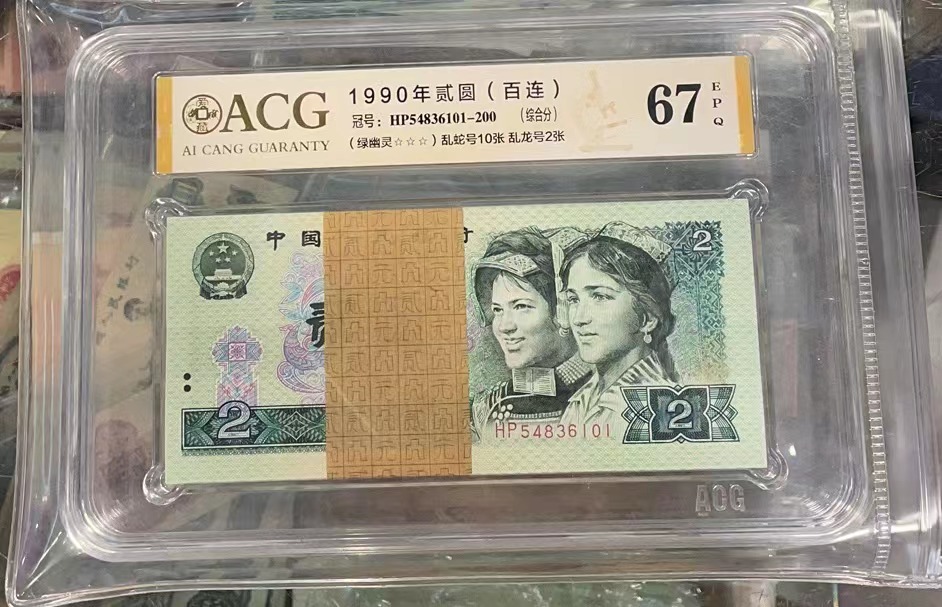 ACG
AI CANG GUARANTY
1990年贰圆（百连）
冠号：HP54836101-200 （综合分）
（绿幽灵☆☆☆）乱蛇号10张 乱龙号2张
67
EPQ
中国
贰
2
2
2
HP54836101
ACG